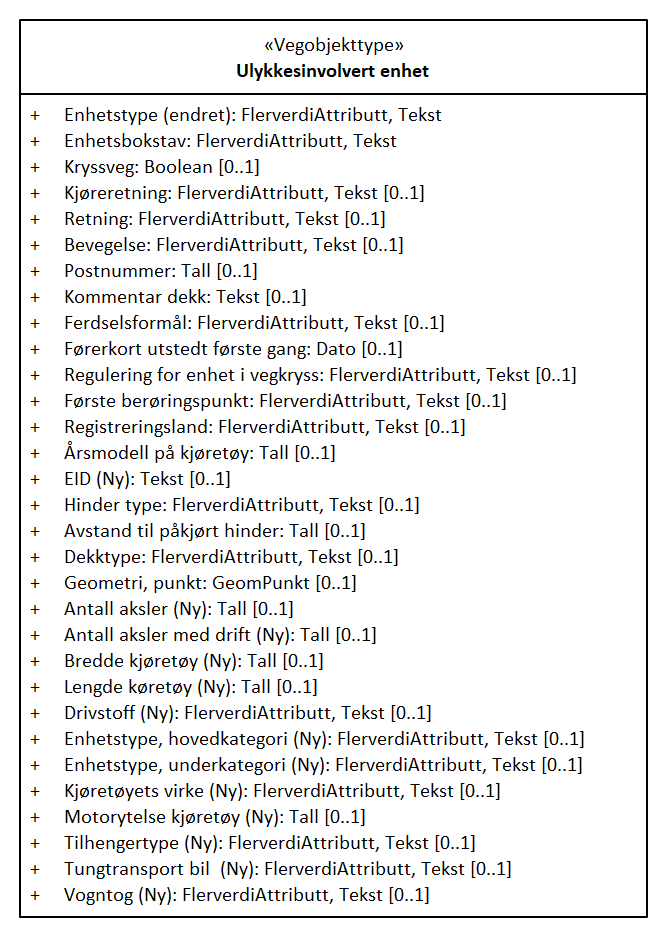 «Vegobjekttype»
Ulykkesinvolvert enhet
+ Enhetstype (endret): FlerverdiAttributt, Tekst
+ Enhetsbokstav: FlerverdiAttributt, Tekst
+ Kryssveg: Boolean [0..1]
+ Kjøreretning: FlerverdiAttributt, Tekst [0..1]
+ Retning: FlerverdiAttributt, Tekst [0..1]
+ Bevegelse: FlerverdiAttributt, Tekst [0..1]
+ Postnummer: Tall [0..1]
+ Kommentar dekk: Tekst [0..1]
+ Ferdselsformål: FlerverdiAttributt, Tekst [0..1]
+ Førerkort utstedt første gang: Dato [0..1]
+ Regulering for enhet i vegkryss: FlerverdiAttributt, Tekst [0..1]
+ Første berøringspunkt: FlerverdiAttributt, Tekst [0..1]
+ Registreringsland: FlerverdiAttributt, Tekst [0..1]
+ Årsmodell på kjøretøy: Tall [0..1]
+ EID (Ny): Tekst [0..1]
+ Hinder type: FlerverdiAttributt, Tekst [0..1]
+ Avstand til påkjørt hinder: Tall [0..1]
+ Dekktype: FlerverdiAttributt, Tekst [0..1]
+ Geometri, punkt: GeomPunkt [0..1]
+ Antall aksler (Ny): Tall [0..1]
+ Antall aksler med drift (Ny): Tall [0..1]
+ Bredde kjøretøy (Ny): Tall [0..1]
+ Lengde køretøy (Ny): Tall [0..1]
+ Drivstoff (Ny): FlerverdiAttributt, Tekst [0..1]
+ Enhetstype, hovedkategori (Ny): FlerverdiAttributt, Tekst [0..1]
+ Enhetstype, underkategori (Ny): FlerverdiAttributt, Tekst [0..1]
+ Kjøretøyets virke (Ny): FlerverdiAttributt, Tekst [0..1]
+ Motorytelse kjøretøy (Ny): Tall [0..1]
+ Tilhengertype (Ny): FlerverdiAttributt, Tekst [0..1]
+ Tungtransport bil  (Ny): FlerverdiAttributt, Tekst [0..1]
+ Vogntog (Ny): FlerverdiAttributt, Tekst [0..1]